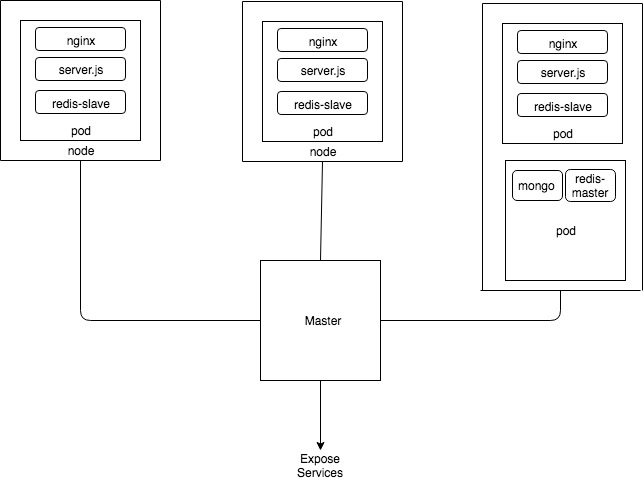 nginx
server.js
redis-slave
pod
node
nginx
server.js
redis-slave
pod
node
nginx
server.js
redis-slave
pod
mongo
redis-
master
pod
Master
Expose
Services